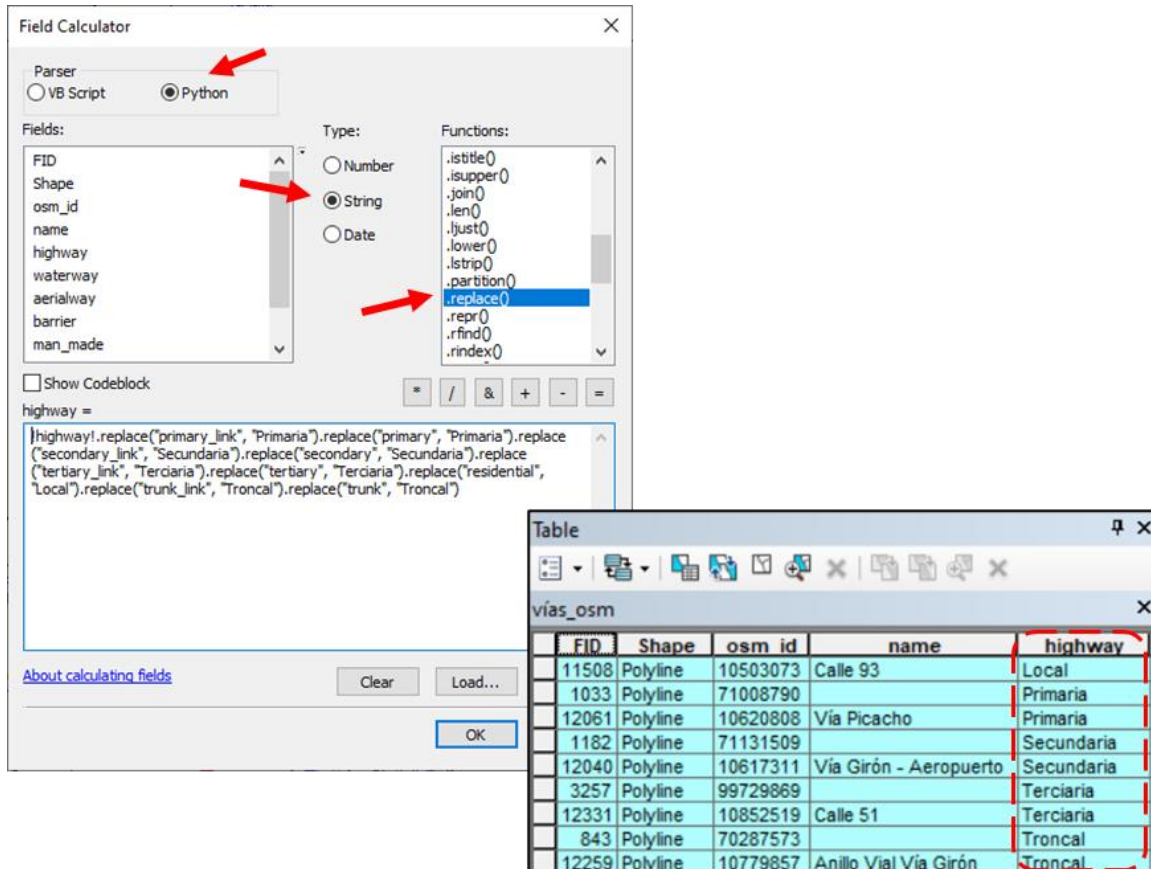 Field Calculator
Parser
VB Script Python
Fields:
Type:
Functions:
FID
Shape
osm_id
name
highway
waterway
aerialway
barrier
man_made
Number
String
Date
.istitle()
.isupper()
.join()
.len()
.ljust()
.lower()
.lstrip()
.partition()
.replace()
.repr()
.rfind()
.rindex()
Show Codeblock
* / & + - =
highway =
!highway!.replace("primary_link", "Primaria").replace("primary", "Primaria").replace
("secondary_link", "Secundaria").replace("secondary", "Secundaria").replace
("tertiary_link", "Terciaria").replace("tertiary", "Terciaria").replace("residential",
"Local").replace("trunk_link", "Troncal").replace("trunk", "Troncal")
About calculating fields
Clear
Load...
OK
Table
vías_osm
FID Shape osm_id name highway
11508 Polyline 10503073 Calle 93 Local
1033 Polyline 71008790 Primaria
12061 Polyline 10620808 Vía Picacho Primaria
1182 Polyline 71131509 Secundaria
12040 Polyline 10617311 Vía Girón - Aeropuerto Secundaria
3257 Polyline 99729869 Terciaria
12331 Polyline 10852519 Calle 51 Terciaria
843 Polyline 70287573 Troncal
12259 Polyline 10779857 Anillo Vial Vía Girón Troncal